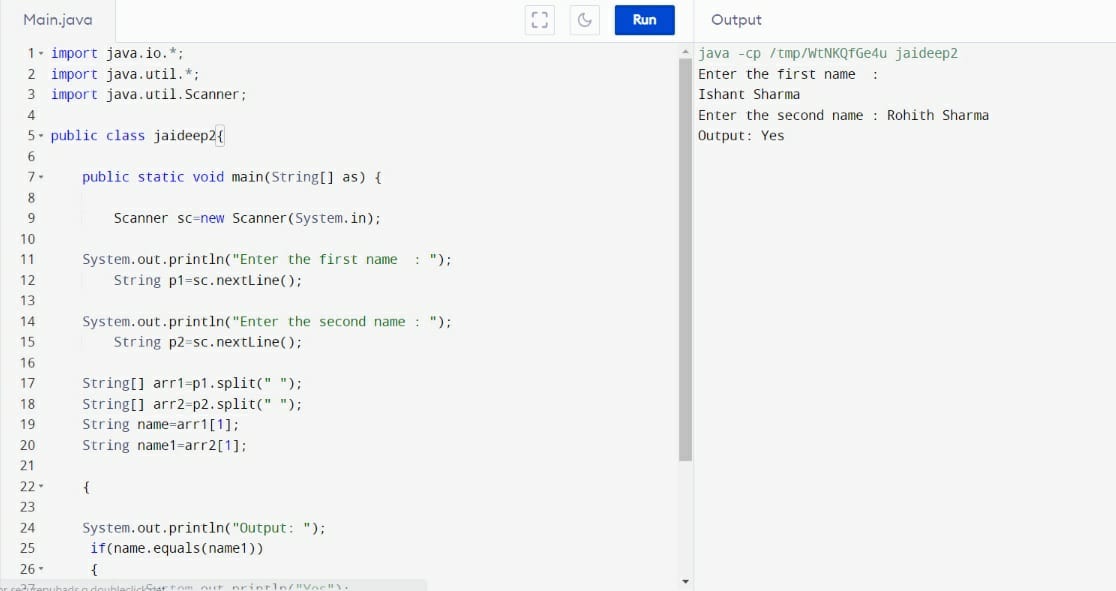 Main.java
Run
Output
1 import java.io.*;
2 import java.util.*;
3 import java.util.Scanner;
4
5 public class jaideep2{
6
7 public static void main(String[] as) {
8
9 Scanner sc=new Scanner(System.in);
10
11 System.out.println("Enter the first name  : ");
12 String p1=sc.nextLine();
13
14 System.out.println("Enter the second name : ");
15 String p2=sc.nextLine();
16
17 String[] arr1=p1.split(" ");
18 String[] arr2=p2.split(" ");
19 String name=arr1[1];
20 String name1=arr2[1];
21
22 {
23
24 System.out.println("Output: ");
25 if(name.equals(name1))
26 {
27 System.out.println("Yes");
java -cp /tmp/WtNKQfGe4u jaideep2
Enter the first name  :
Ishant Sharma
Enter the second name : Rohith Sharma
Output: Yes